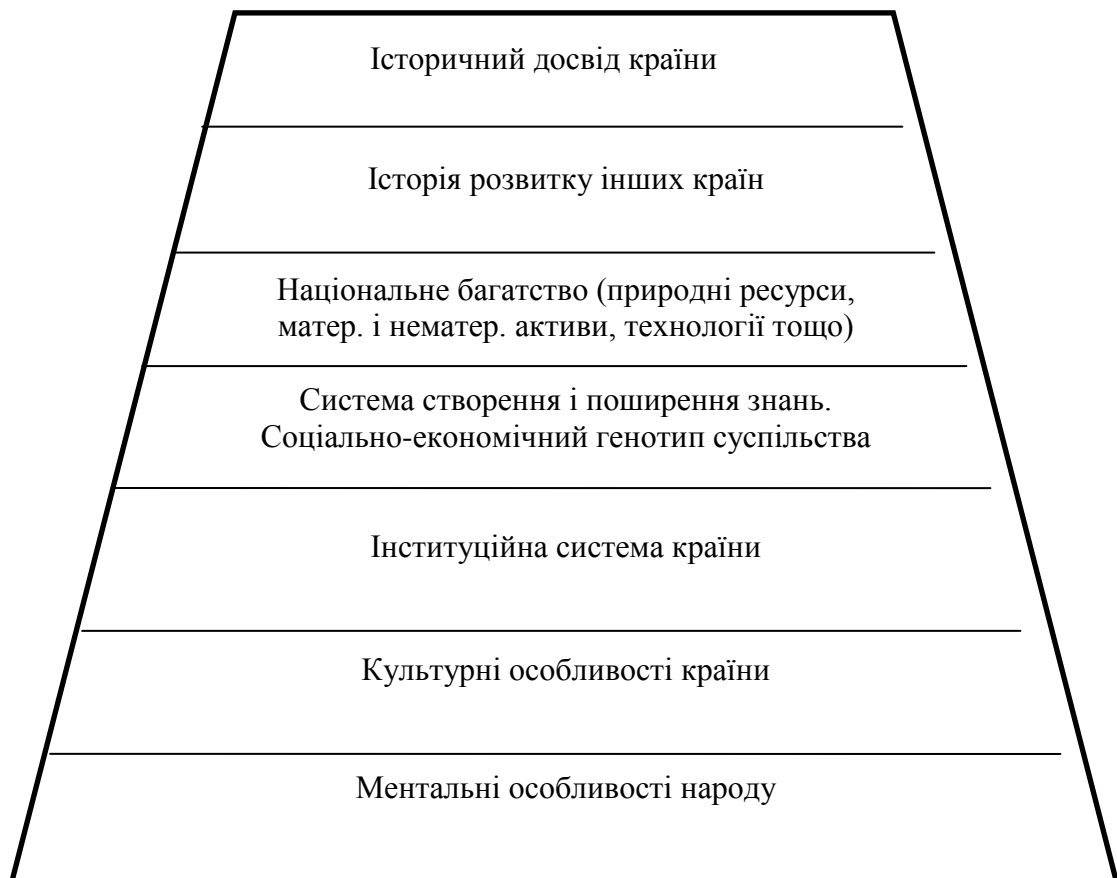 Історичний досвід країни
Історія розвитку інших країн
Національне багатство (природні ресурси,
матер. і нематер. активи, технології тощо)
Система створення і поширення знань.
Соціально-економічний генотип суспільства
Інституційна система країни
Культурні особливості країни
Ментальні особливості народу